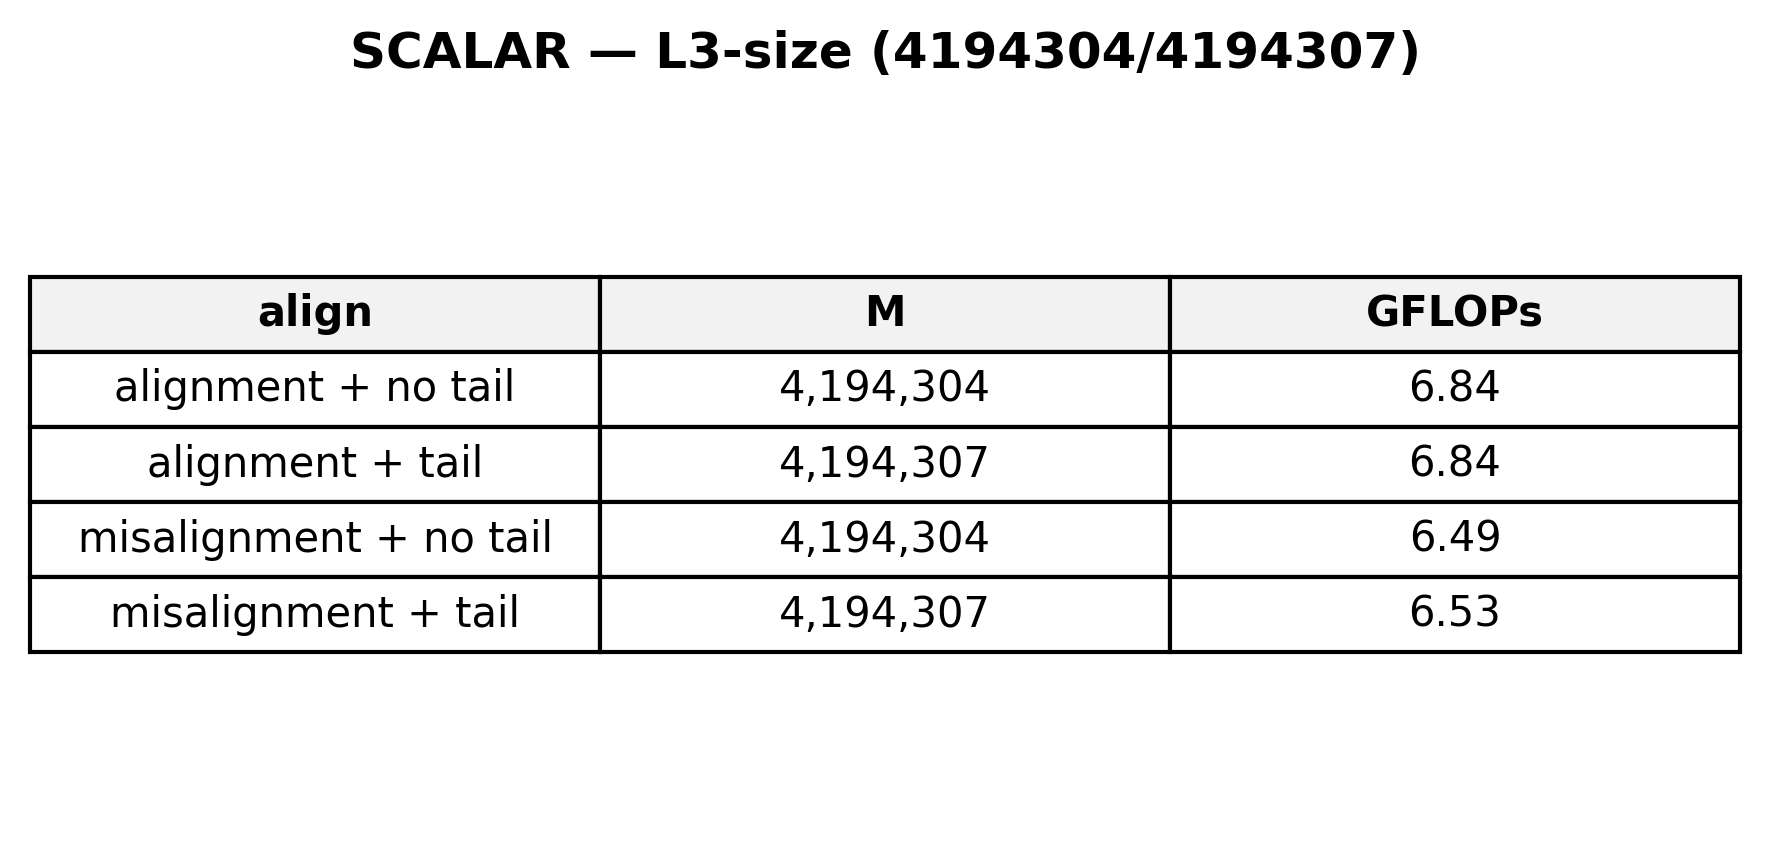 SCALAR — L3-size (4194304/4194307)
align M GFLOPs
alignment + no tail 4,194,304 6.84
alignment + tail 4,194,307 6.84
misalignment + no tail 4,194,304 6.49
misalignment + tail 4,194,307 6.53